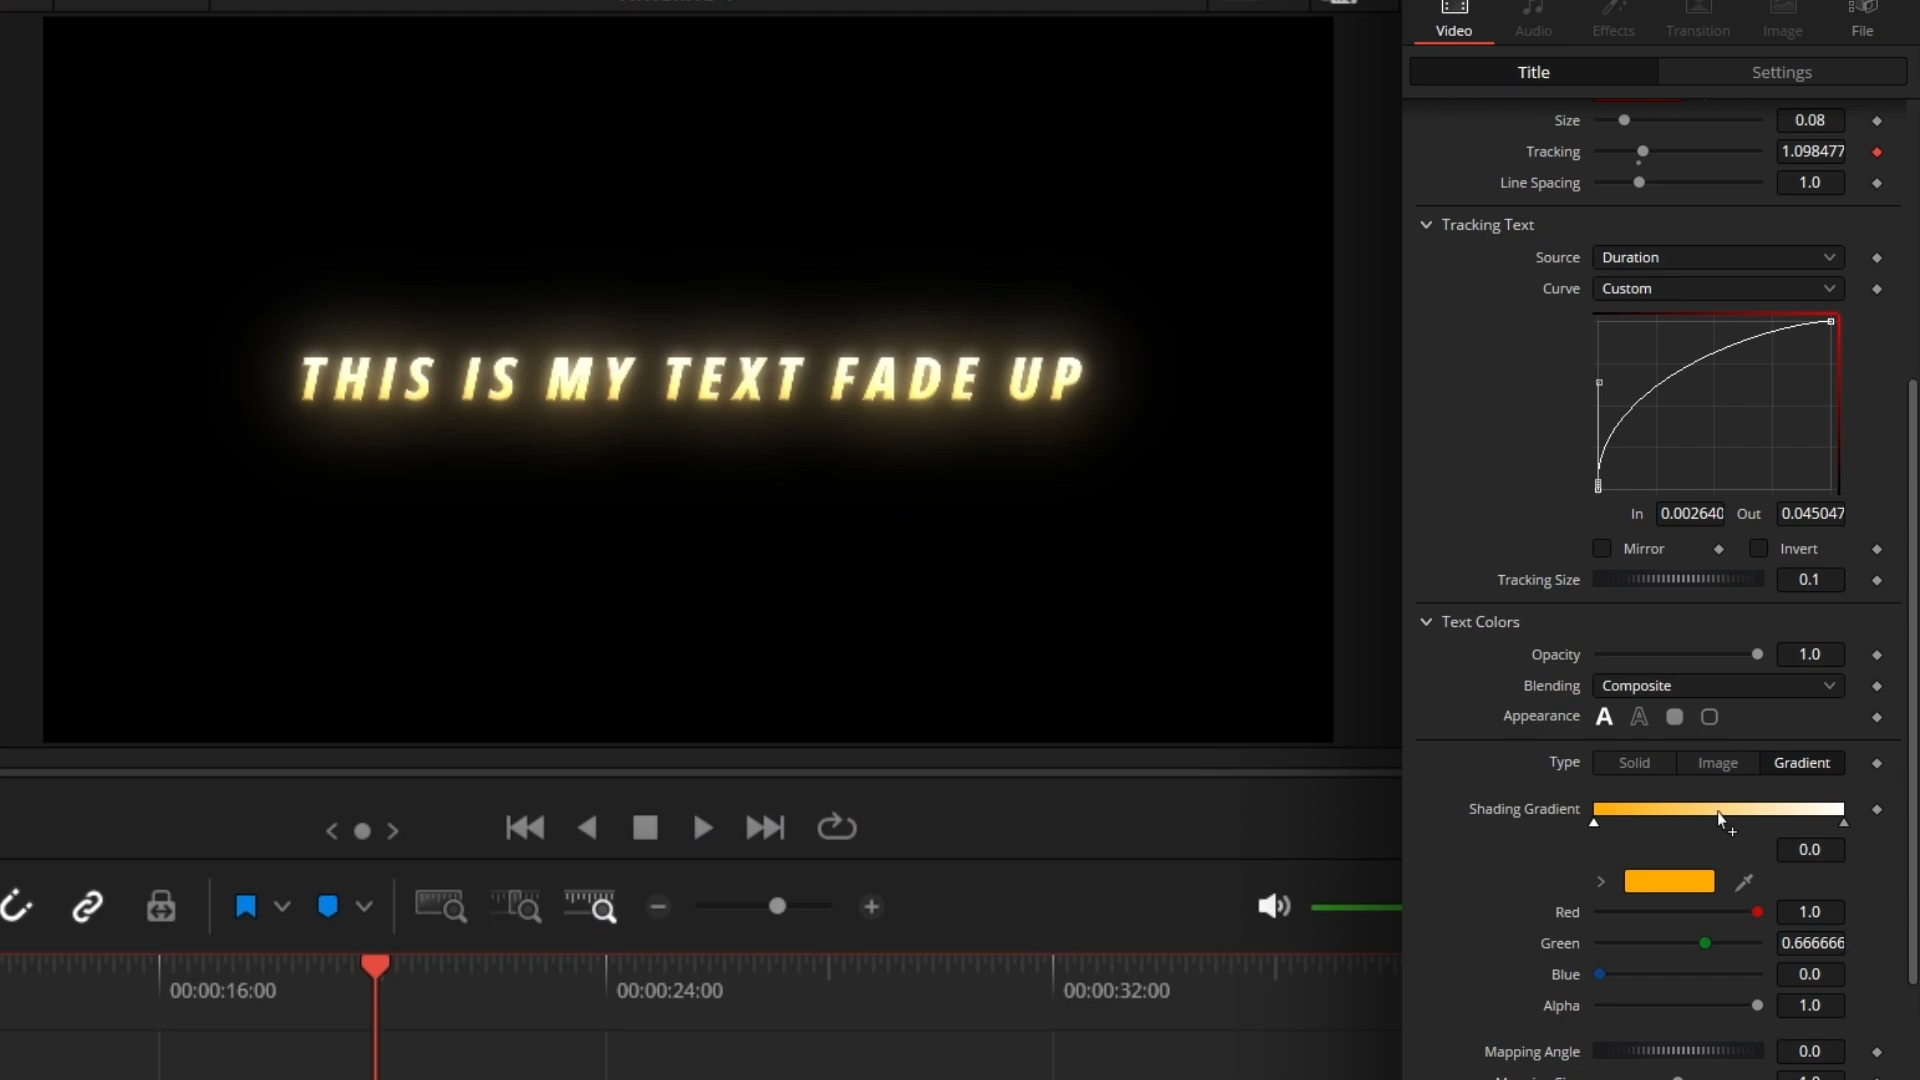 Video Audio Effects Transition Image File
Title Settings
Size 0.08
Tracking 1.098477
Line Spacing 1.0
Tracking Text
Source Duration
Curve Custom
THIS IS MY TEXT FADE UP
In 0.002640 Out 0.045047
Mirror Invert
Tracking Size 0.1
Text Colors
Opacity 1.0
Blending Composite
Appearance A A
Type Solid Image Gradient
Shading Gradient
0.0
Red 1.0
Green 0.666666
Blue 0.0
Alpha 1.0
Mapping Angle 0.0
00:00:16:00 00:00:24:00 00:00:32:00